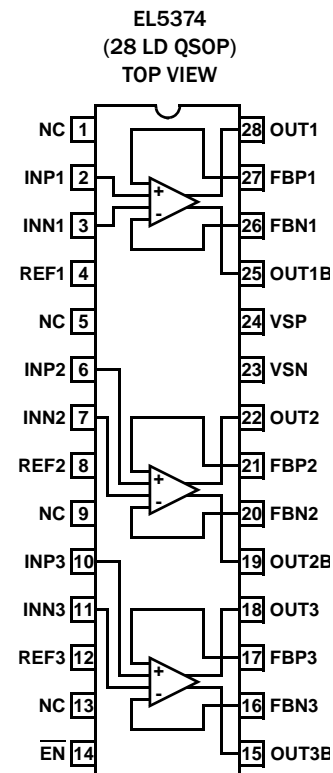 EL5374
(28 LD QSOP)
TOP VIEW
NC 1 28 OUT1
INP1 2 27 FBP1
INN1 3 26 FBN1
REF1 4 25 OUT1B
NC 5 24 VSP
INP2 6 23 VSN
INN2 7 22 OUT2
REF2 8 21 FBP2
NC 9 20 FBN2
INP3 10 19 OUT2B
INN3 11 18 OUT3
REF3 12 17 FBP3
NC 13 16 FBN3
EN 14 15 OUT3B
+
-
+
-
+
-